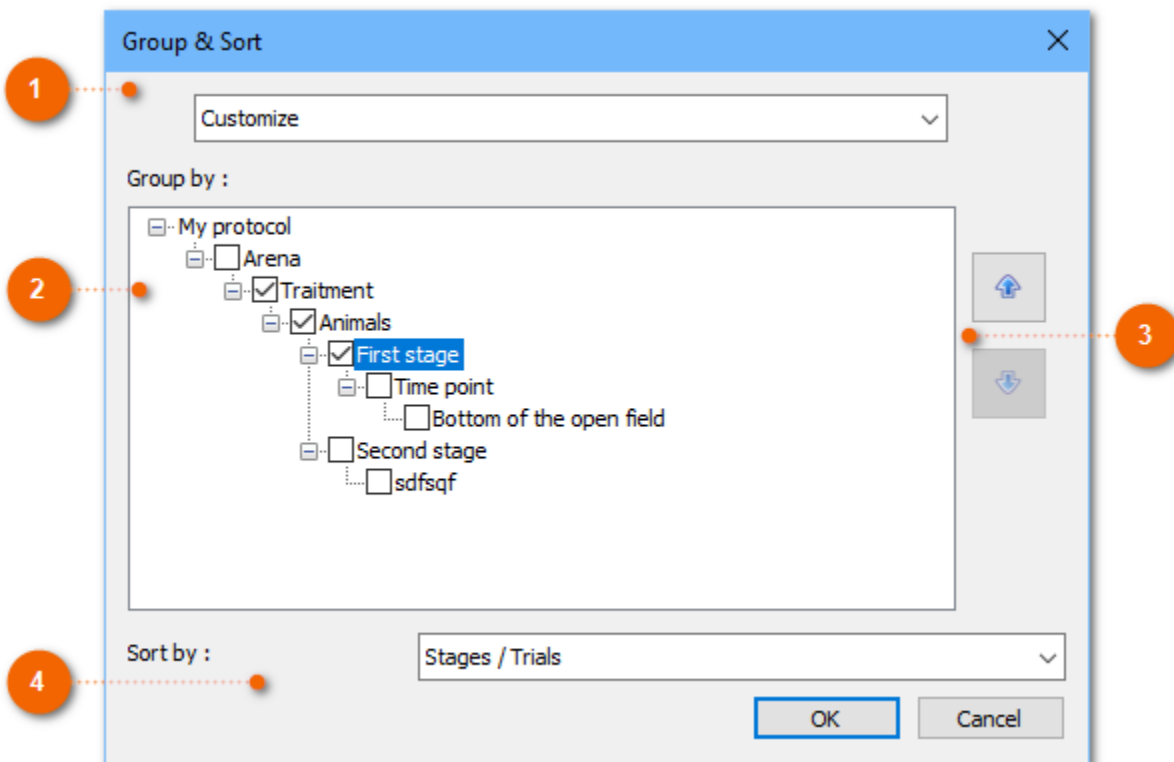 Group & Sort
1
Customize
Group by :
My protocol
Arena
2
Traitment
Animals
3
First stage
Time point
Bottom of the open field
Second stage
sdfsqf
Sort by :
Stages / Trials
4
OK
Cancel